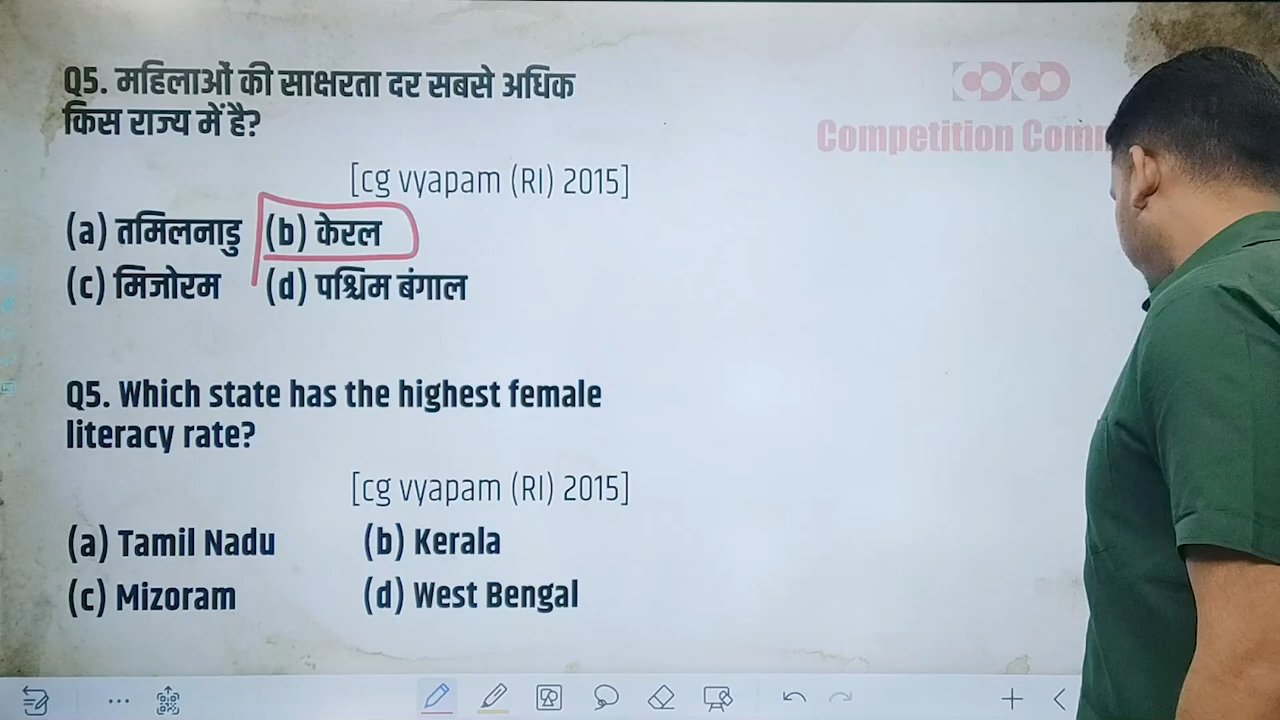 Q5. महिलाओं की साक्षरता दर सबसे अधिक
किस राज्य में है?
[cg vyapam (RI) 2015]
(a) तमिलनाडु (b) केरल
(c) मिजोरम (d) पश्चिम बंगाल
Q5. Which state has the highest female
literacy rate?
[cg vyapam (RI) 2015]
(a) Tamil Nadu (b) Kerala
(c) Mizoram (d) West Bengal
COCO
Competition